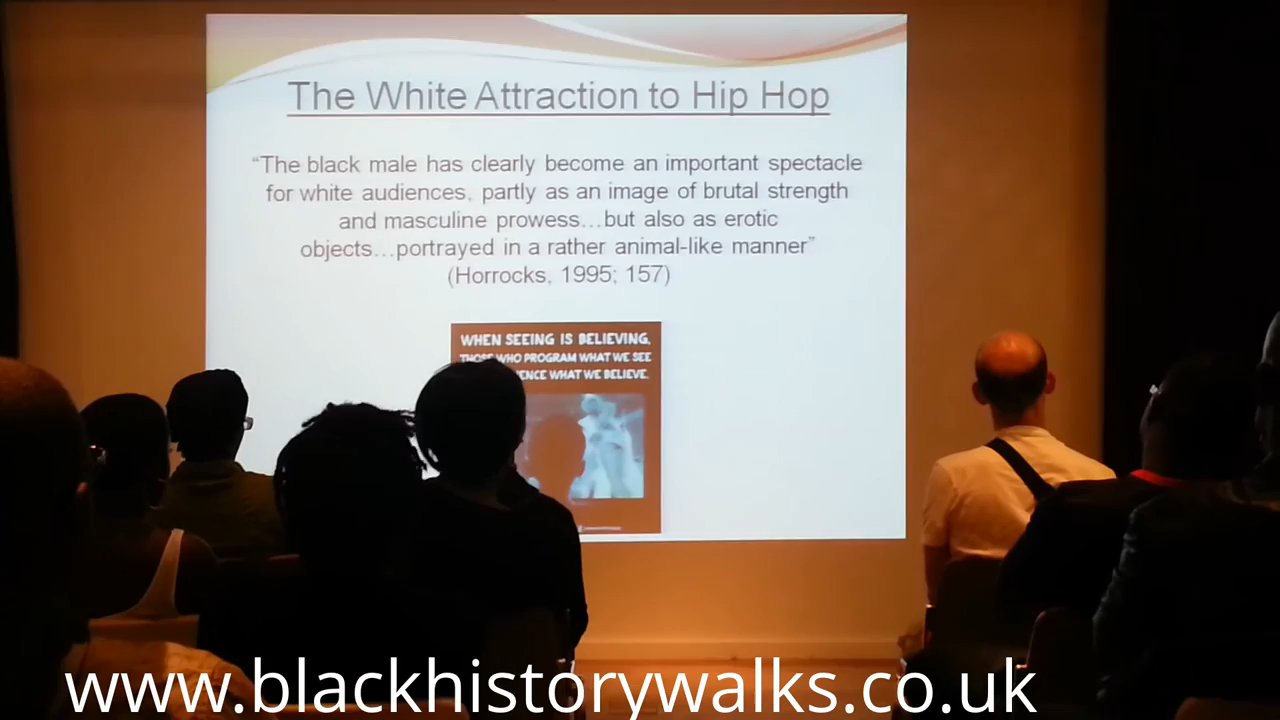 The White Attraction to Hip Hop
“The black male has clearly become an important spectacle
for white audiences, partly as an image of brutal strength
and masculine prowess…but also as erotic
objects…portrayed in a rather animal-like manner”
(Horrocks, 1995; 157)
WHEN SEEING IS BELIEVING,
WHO PROGRAM WHAT WE SEE
WHAT WE BELIEVE.
www.blackhistorywalks.co.uk